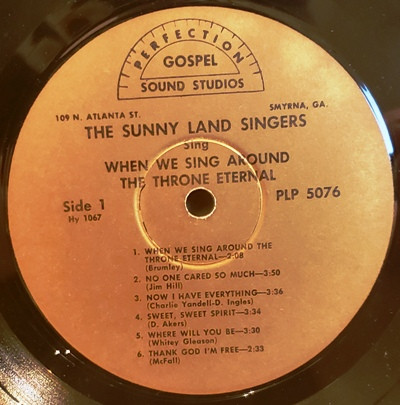 PERFECTION
GOSPEL
SOUND STUDIOS
109 N. ATLANTA ST.
SMYRNA, GA.
THE SUNNY LAND SINGERS
Sing
WHEN WE SING AROUND
THE THRONE ETERNAL
Side 1
PLP 5076
Hy 1067
1. WHEN WE SING AROUND THE
THRONE ETERNAL—3:08
(Brumley)
2. NO ONE CARED SO MUCH—3:50
(Jim Hill)
3. NOW I HAVE EVERYTHING—3:36
(Charlie Yandell-D. Ingles)
4. SWEET, SWEET SPIRIT—3:34
(D. Akers)
5. WHERE WILL YOU BE—3:30
(Whitey Gleason)
6. THANK GOD I'M FREE—2:33
(McFall)